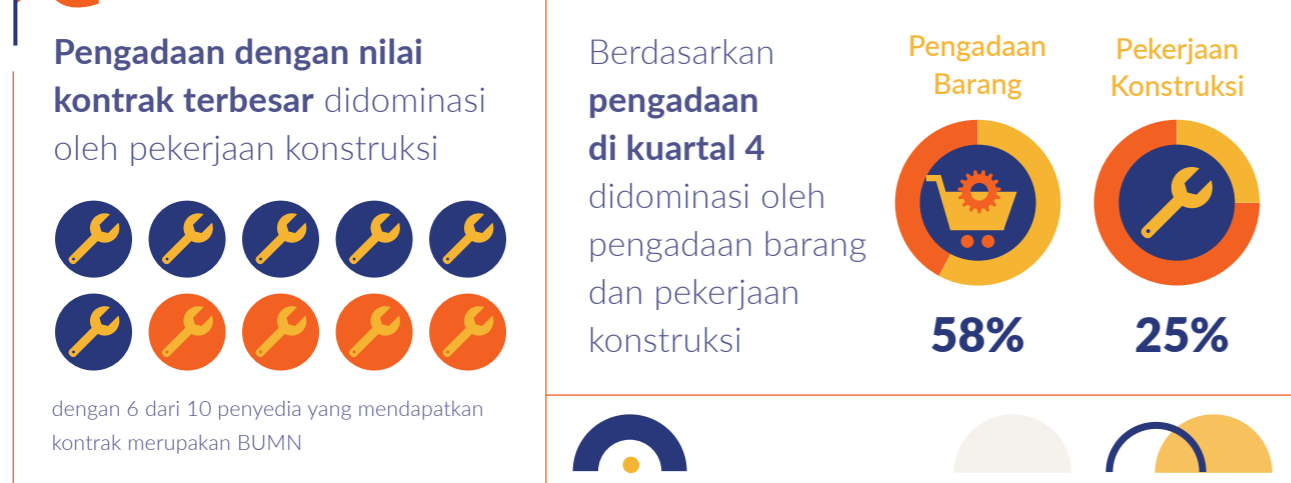 Pengadaan dengan nilai
kontrak terbesar didominasi
oleh pekerjaan konstruksi
dengan 6 dari 10 penyedia yang mendapatkan
kontrak merupakan BUMN
Berdasarkan
pengadaan
di kuartal 4
didominasi oleh
pengadaan barang
dan pekerjaan
konstruksi
Pengadaan
Barang
58%
Pekerjaan
Konstruksi
25%